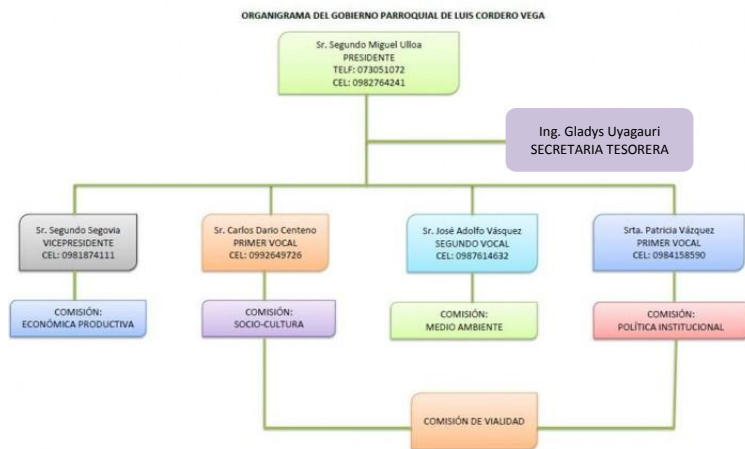 ORGANIGRAMA DEL GOBIERNO PARROQUIAL DE LUIS CORDERO VEGA
Sr. Segundo Miguel Ulloa
PRESIDENTE
TELF: 073051072
CEL: 0982764241
Ing. Gladys Uyagauri
SECRETARIA TESORERA
Sr. Segundo Segovia
VICEPRESIDENTE
CEL: 0981874111
Sr. Carlos Dario Centeno
PRIMER VOCAL
CEL: 0992649726
Sr. José Adolfo Vásquez
SEGUNDO VOCAL
CEL: 0987614632
Srta. Patricia Vázquez
PRIMER VOCAL
CEL: 0984158590
COMISIÓN:
ECONÓMICA PRODUCTIVA
COMISIÓN:
SOCIO-CULTURA
COMISIÓN:
MEDIO AMBIENTE
COMISIÓN:
POLÍTICA INSTITUCIONAL
COMISIÓN DE VIALIDAD